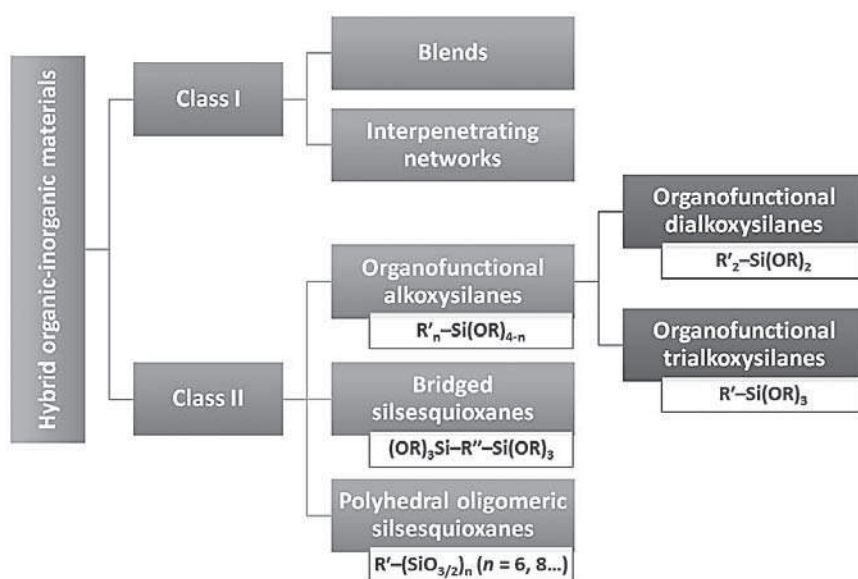 Hybrid organic-inorganic materials
Class I
Blends
Interpenetrating
networks
Class II
Organofunctional
alkoxysilanes
R'ₙ–Si(OR)₄₋ₙ
Organofunctional
dialkoxysilanes
R'₂–Si(OR)₂
Organofunctional
trialkoxysilanes
R'–Si(OR)₃
Bridged
silsesquioxanes
(OR)₃Si–R''–Si(OR)₃
Polyhedral oligomeric
silsesquioxanes
R'–(SiO₃/₂)ₙ (n = 6, 8...)